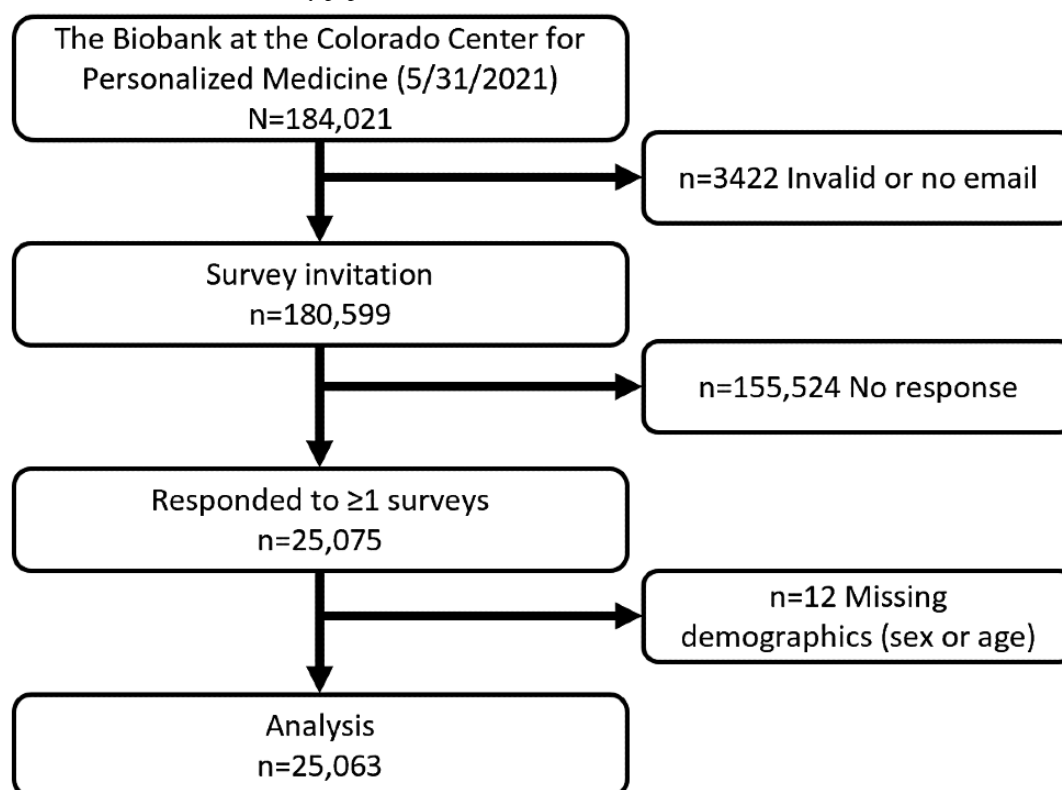 The Biobank at the Colorado Center for
Personalized Medicine (5/31/2021)
N=184,021
n=3422 Invalid or no email
Survey invitation
n=180,599
n=155,524 No response
Responded to ≥1 surveys
n=25,075
n=12 Missing
demographics (sex or age)
Analysis
n=25,063